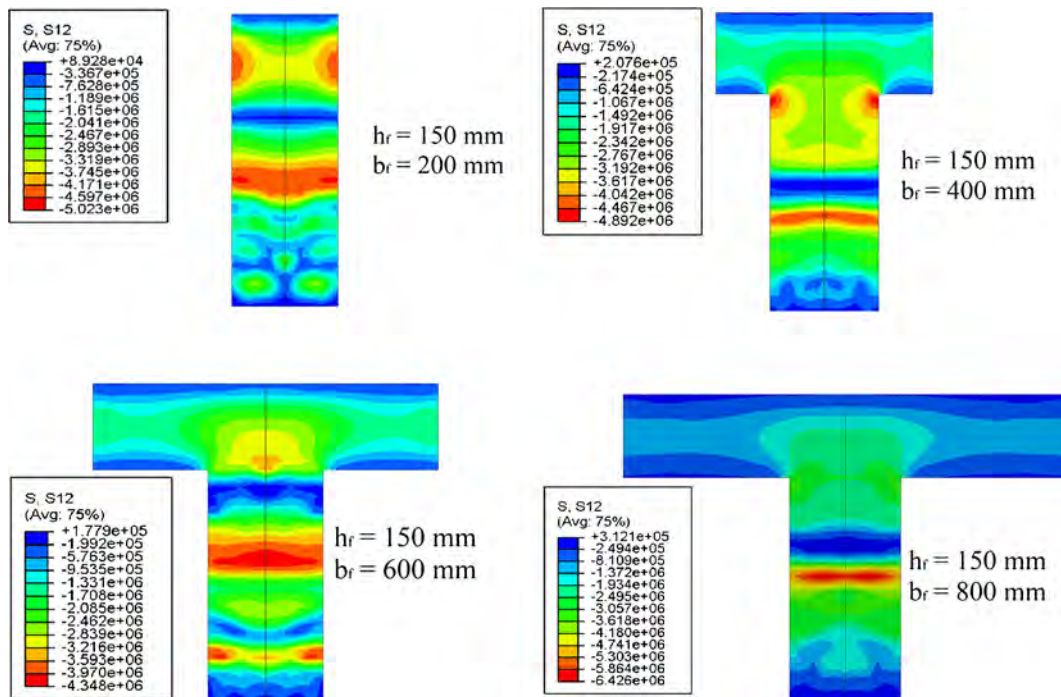 S, S12
(Avg: 75%)
+8.928e+04
-3.367e+05
-7.628e+05
-1.189e+06
-1.615e+06
-2.041e+06
-2.467e+06
-2.893e+06
-3.319e+06
-3.745e+06
-4.171e+06
-4.597e+06
-5.023e+06
hf = 150 mm
bf = 200 mm
S, S12
(Avg: 75%)
+2.076e+05
-2.174e+05
-6.424e+05
-1.067e+06
-1.492e+06
-1.917e+06
-2.342e+06
-2.767e+06
-3.192e+06
-3.617e+06
-4.042e+06
-4.467e+06
-4.892e+06
hf = 150 mm
bf = 400 mm
S, S12
(Avg: 75%)
+1.779e+05
-1.992e+05
-5.763e+05
-9.535e+05
-1.331e+06
-1.708e+06
-2.085e+06
-2.462e+06
-2.839e+06
-3.216e+06
-3.593e+06
-3.970e+06
-4.348e+06
hf = 150 mm
bf = 600 mm
S, S12
(Avg: 75%)
+3.121e+05
-2.494e+05
-8.109e+05
-1.372e+06
-1.934e+06
-2.495e+06
-3.057e+06
-3.618e+06
-4.180e+06
-4.741e+06
-5.303e+06
-5.864e+06
-6.426e+06
hf = 150 mm
bf = 800 mm